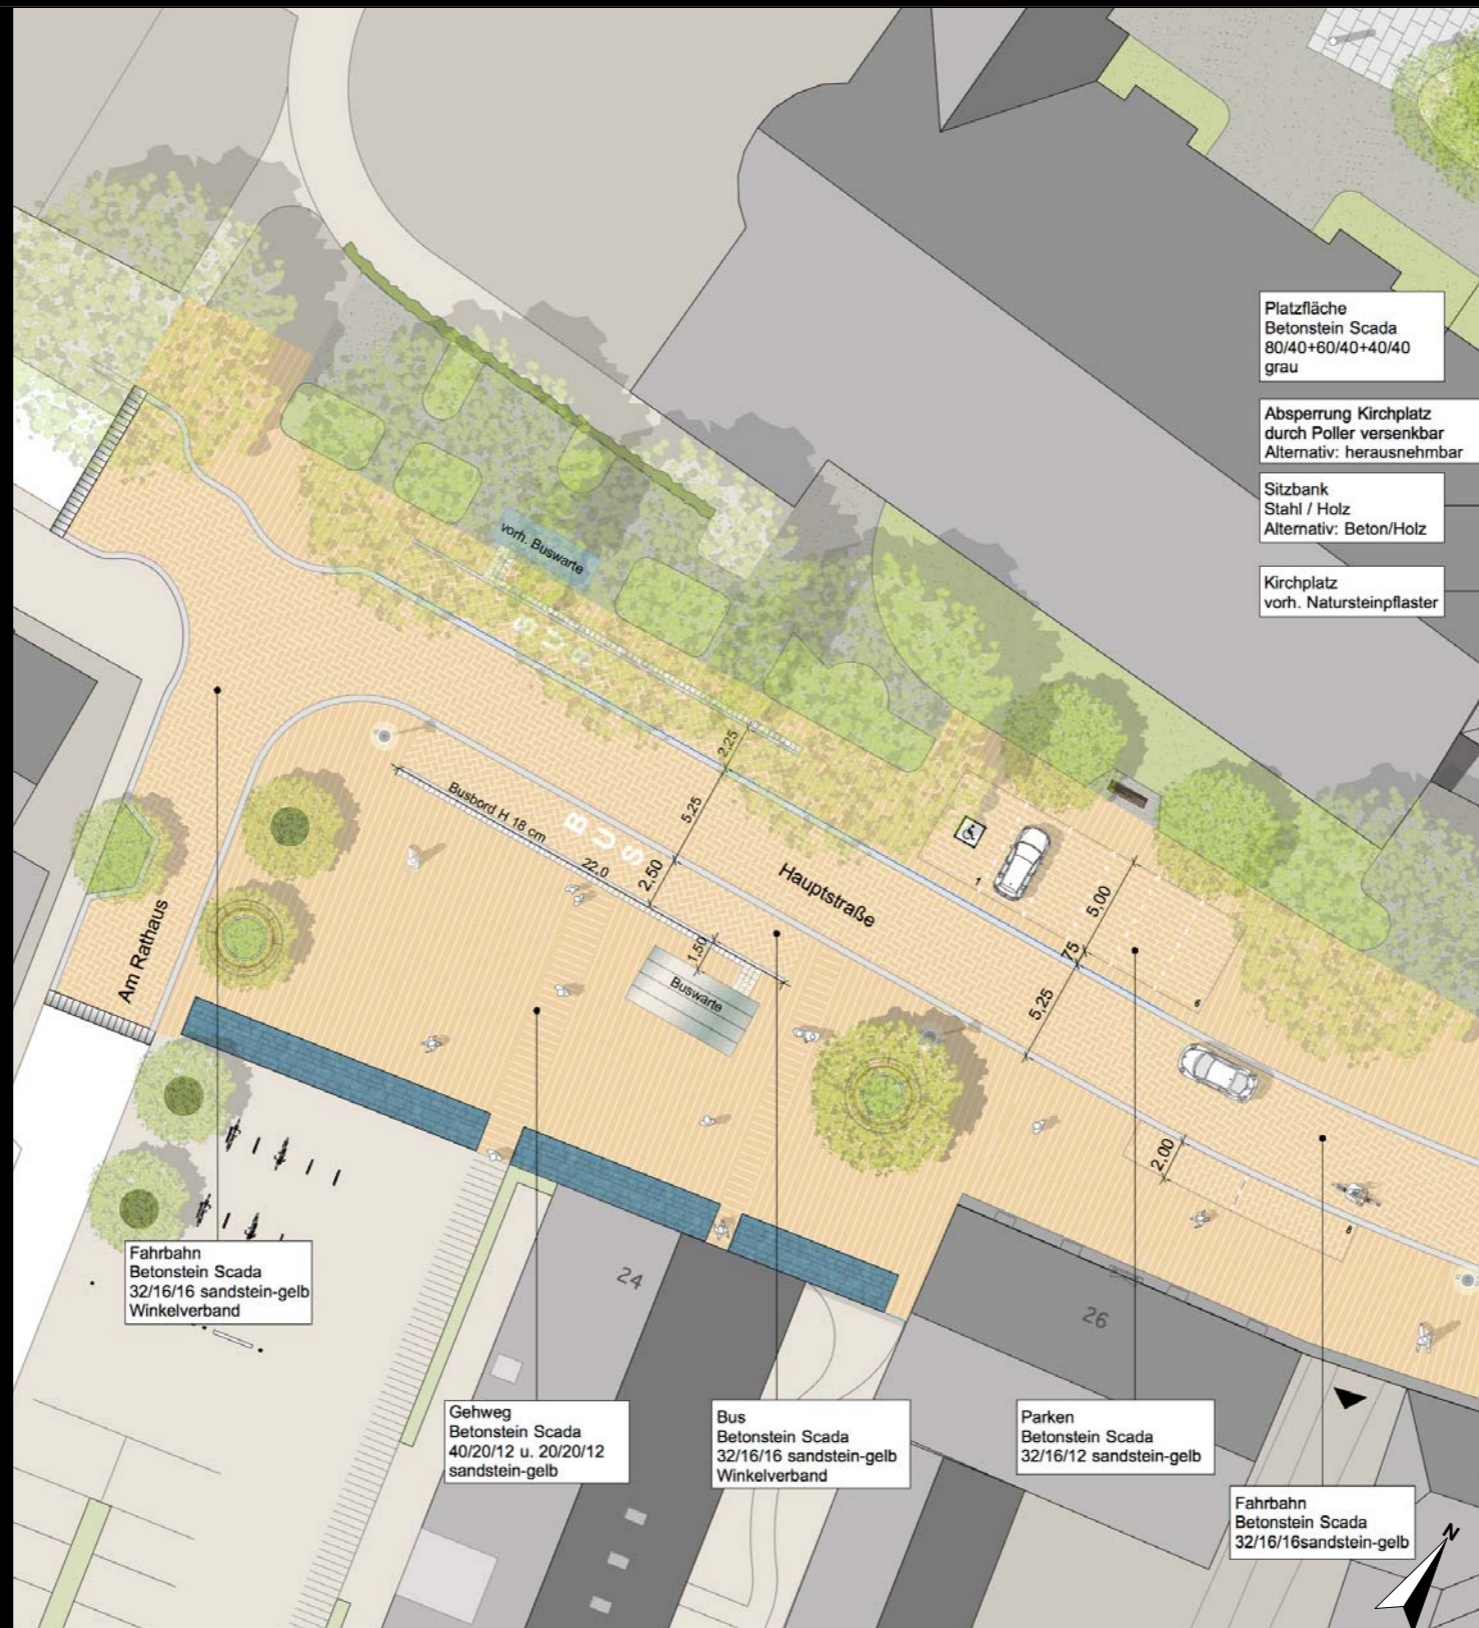 Platzfläche
Betonstein Scada
80/40+60/40+40/40
grau
Absperrung Kirchplatz
durch Poller versenkbar
Alternativ: herausnehmbar
Sitzbank
Stahl / Holz
Alternativ: Beton/Holz
Kirchplatz
vorh. Natursteinpflaster
vorh. Buswarte
BUS
2,25
Busbord H 18 cm
5,25
BUS
22,0
2,50
Hauptstraße
1
5,00
75
6
1,50
Buswarte
5,25
Am Rathaus
2,00
8
24
26
Fahrbahn
Betonstein Scada
32/16/16 sandstein-gelb
Winkelverband
Gehweg
Betonstein Scada
40/20/12 u. 20/20/12
sandstein-gelb
Bus
Betonstein Scada
32/16/16 sandstein-gelb
Winkelverband
Parken
Betonstein Scada
32/16/12 sandstein-gelb
Fahrbahn
Betonstein Scada
32/16/16sandstein-gelb
N